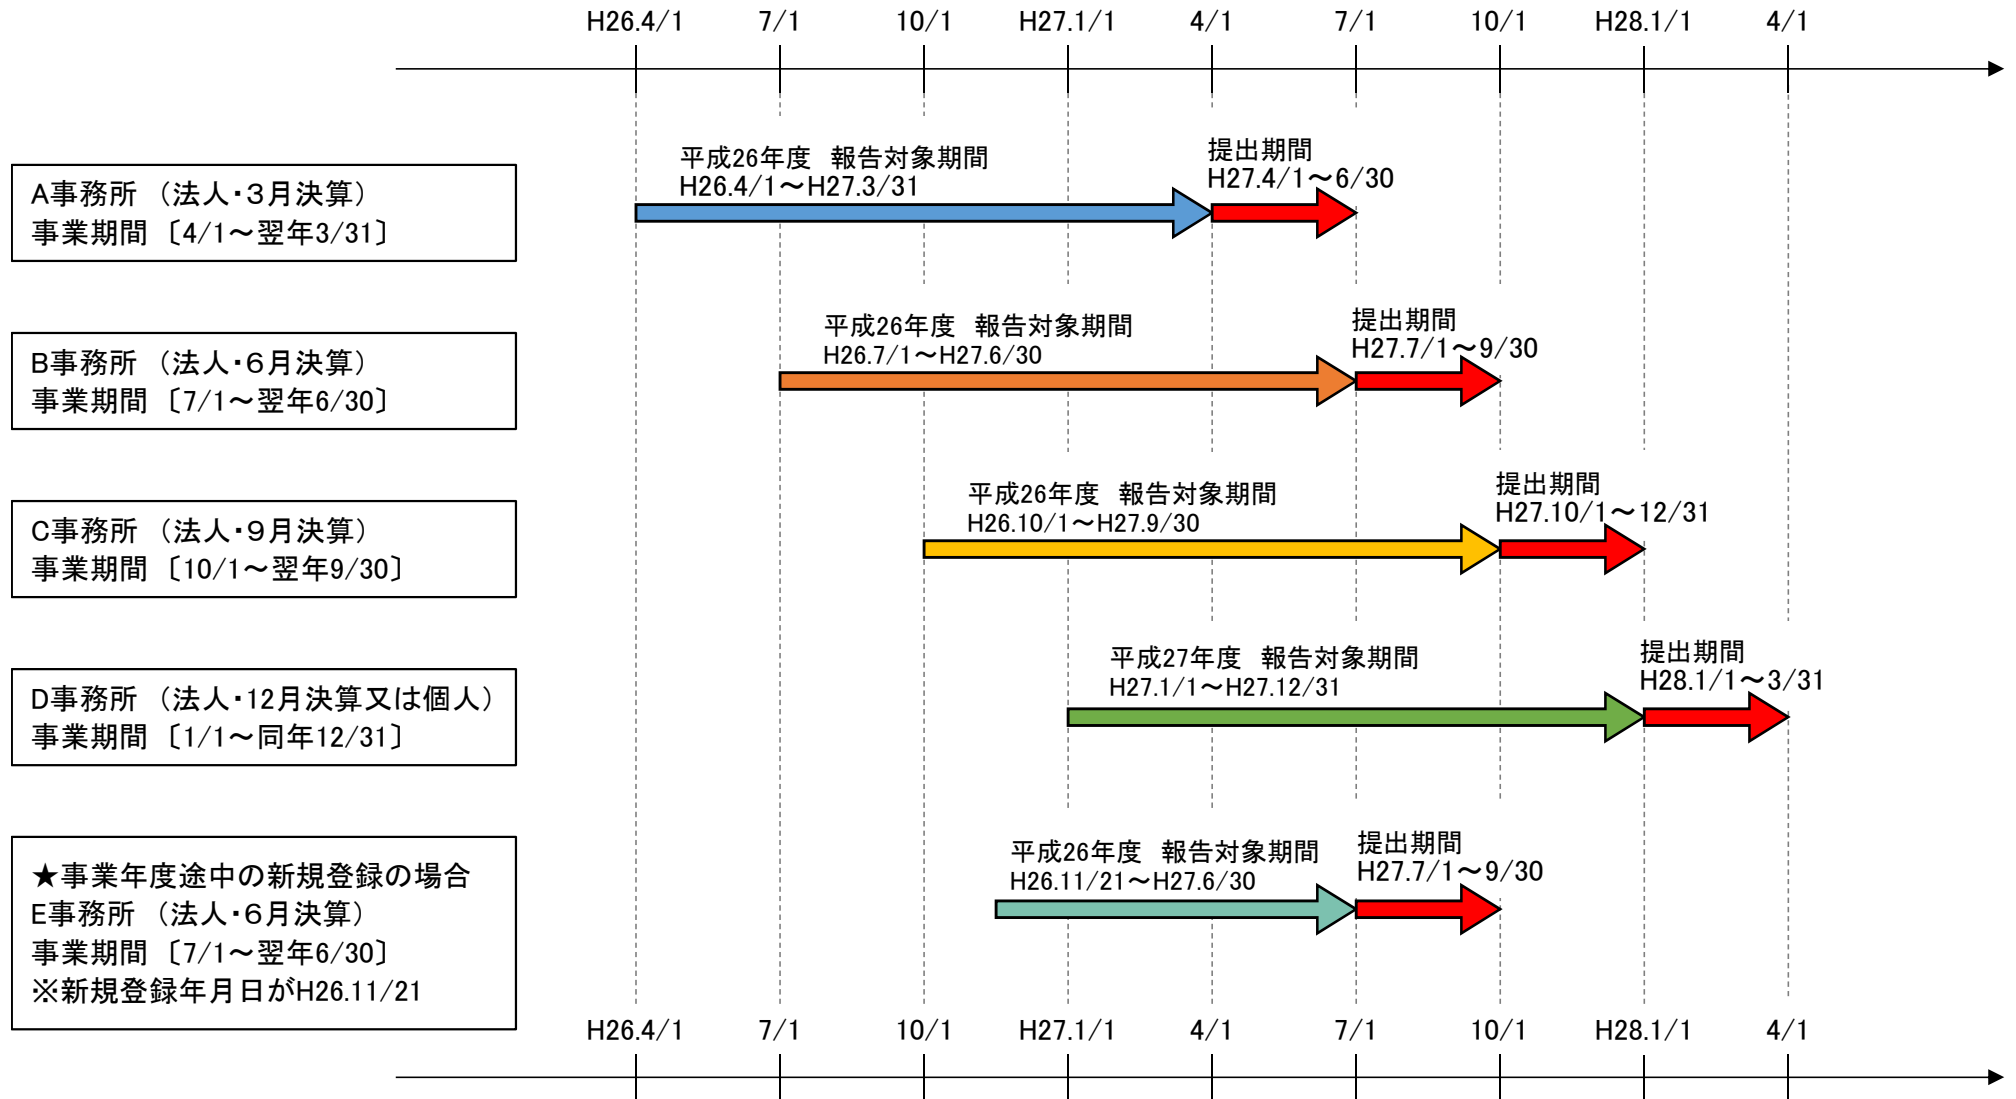 H26.4/1 7/1 10/1 H27.1/1 4/1 7/1 10/1 H28.1/1 4/1
A事務所 （法人・３月決算）
事業期間 〔4/1～翌年3/31〕
平成26年度 報告対象期間
H26.4/1～H27.3/31
提出期間
H27.4/1～6/30
B事務所 （法人・６月決算）
事業期間 〔7/1～翌年6/30〕
平成26年度 報告対象期間
H26.7/1～H27.6/30
提出期間
H27.7/1～9/30
C事務所 （法人・９月決算）
事業期間 〔10/1～翌年9/30〕
平成26年度 報告対象期間
H26.10/1～H27.9/30
提出期間
H27.10/1～12/31
D事務所 （法人・12月決算又は個人）
事業期間 〔1/1～同年12/31〕
平成27年度 報告対象期間
H27.1/1～H27.12/31
提出期間
H28.1/1～3/31
★事業年度途中の新規登録の場合
E事務所 （法人・６月決算）
事業期間 〔7/1～翌年6/30〕
※新規登録年月日がH26.11/21
平成26年度 報告対象期間
H26.11/21～H27.6/30
提出期間
H27.7/1～9/30
H26.4/1 7/1 10/1 H27.1/1 4/1 7/1 10/1 H28.1/1 4/1